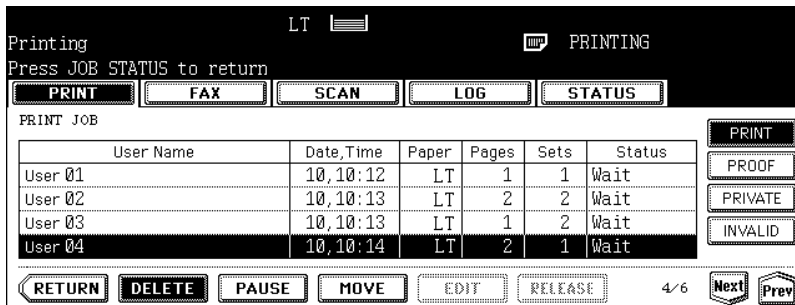 LT
Printing PRINTING
Press JOB STATUS to return
PRINT FAX SCAN LOG STATUS
PRINT JOB
PRINT
User Name Date,Time Paper Pages Sets Status
PROOF
User 01 10,10:12 LT 1 1 Wait
User 02 10,10:13 LT 2 2 Wait
PRIVATE
User 03 10,10:13 LT 1 2 Wait
INVALID
User 04 10,10:14 LT 2 1 Wait
RETURN DELETE PAUSE MOVE EDIT RELEASE 4/6 Next Prev